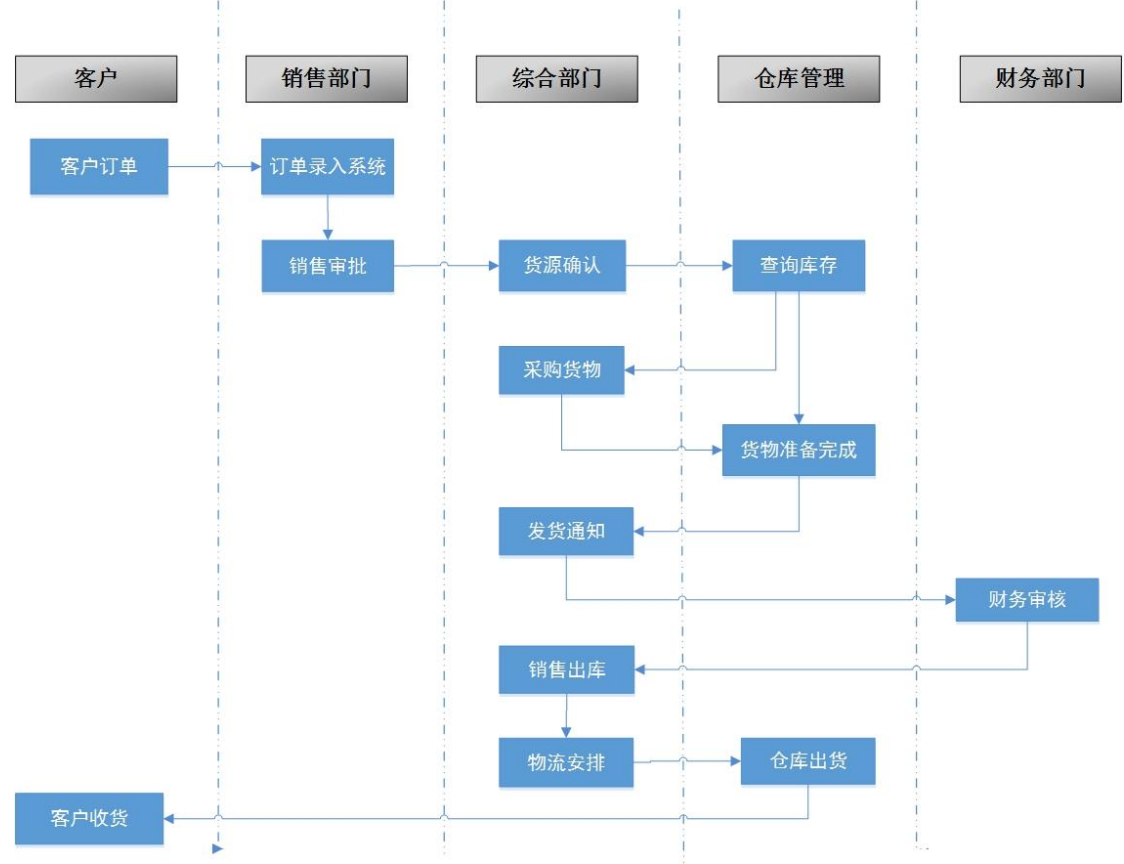 客户
销售部门
综合部门
仓库管理
财务部门
客户订单
订单录入系统
销售审批
货源确认
查询库存
采购货物
货物准备完成
发货通知
财务审核
销售出库
物流安排
仓库出货
客户收货